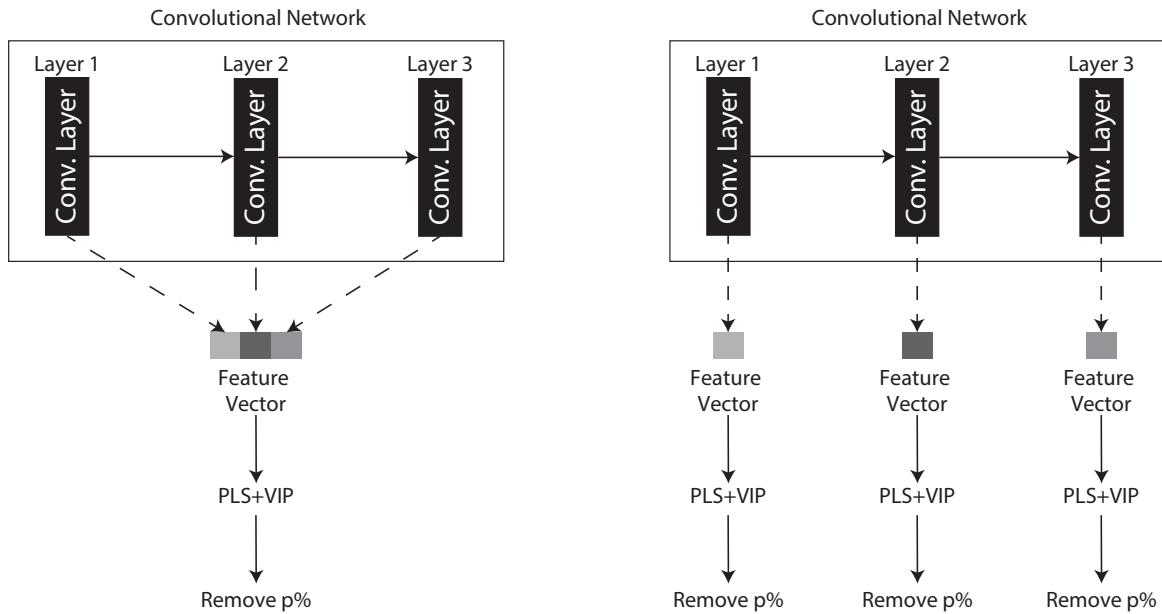 Convolutional Network
Layer 1 Layer 2 Layer 3
Conv. Layer
Conv. Layer
Conv. Layer
Feature
Vector
PLS+VIP
Remove p%
Convolutional Network
Layer 1 Layer 2 Layer 3
Conv. Layer
Conv. Layer
Conv. Layer
Feature
Vector
Feature
Vector
Feature
Vector
PLS+VIP PLS+VIP PLS+VIP
Remove p% Remove p% Remove p%